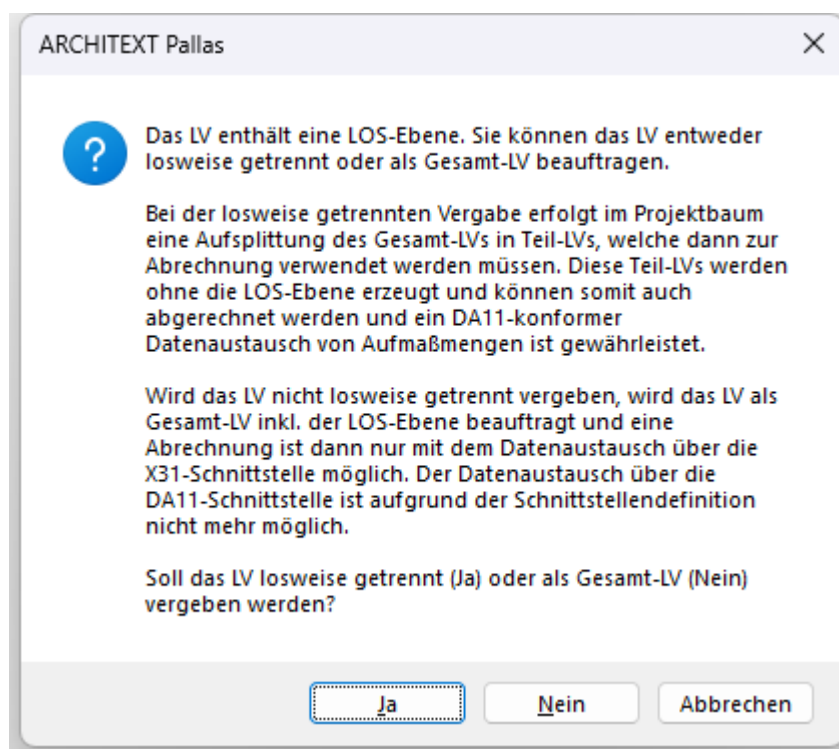 ARCHITEXT Pallas
Das LV enthält eine LOS-Ebene. Sie können das LV entweder
losweise getrennt oder als Gesamt-LV beauftragen.
Bei der losweise getrennten Vergabe erfolgt im Projektbaum
eine Aufsplittung des Gesamt-LVs in Teil-LVs, welche dann zur
Abrechnung verwendet werden müssen. Diese Teil-LVs werden
ohne die LOS-Ebene erzeugt und können somit auch
abgerechnet werden und ein DA11-konformer
Datenaustausch von Aufmaßmengen ist gewährleistet.
Wird das LV nicht losweise getrennt vergeben, wird das LV als
Gesamt-LV inkl. der LOS-Ebene beauftragt und eine
Abrechnung ist dann nur mit dem Datenaustausch über die
X31-Schnittstelle möglich. Der Datenaustausch über die
DA11-Schnittstelle ist aufgrund der Schnittstellendefinition
nicht mehr möglich.
Soll das LV losweise getrennt (Ja) oder als Gesamt-LV (Nein)
vergeben werden?
Ja
Nein
Abbrechen